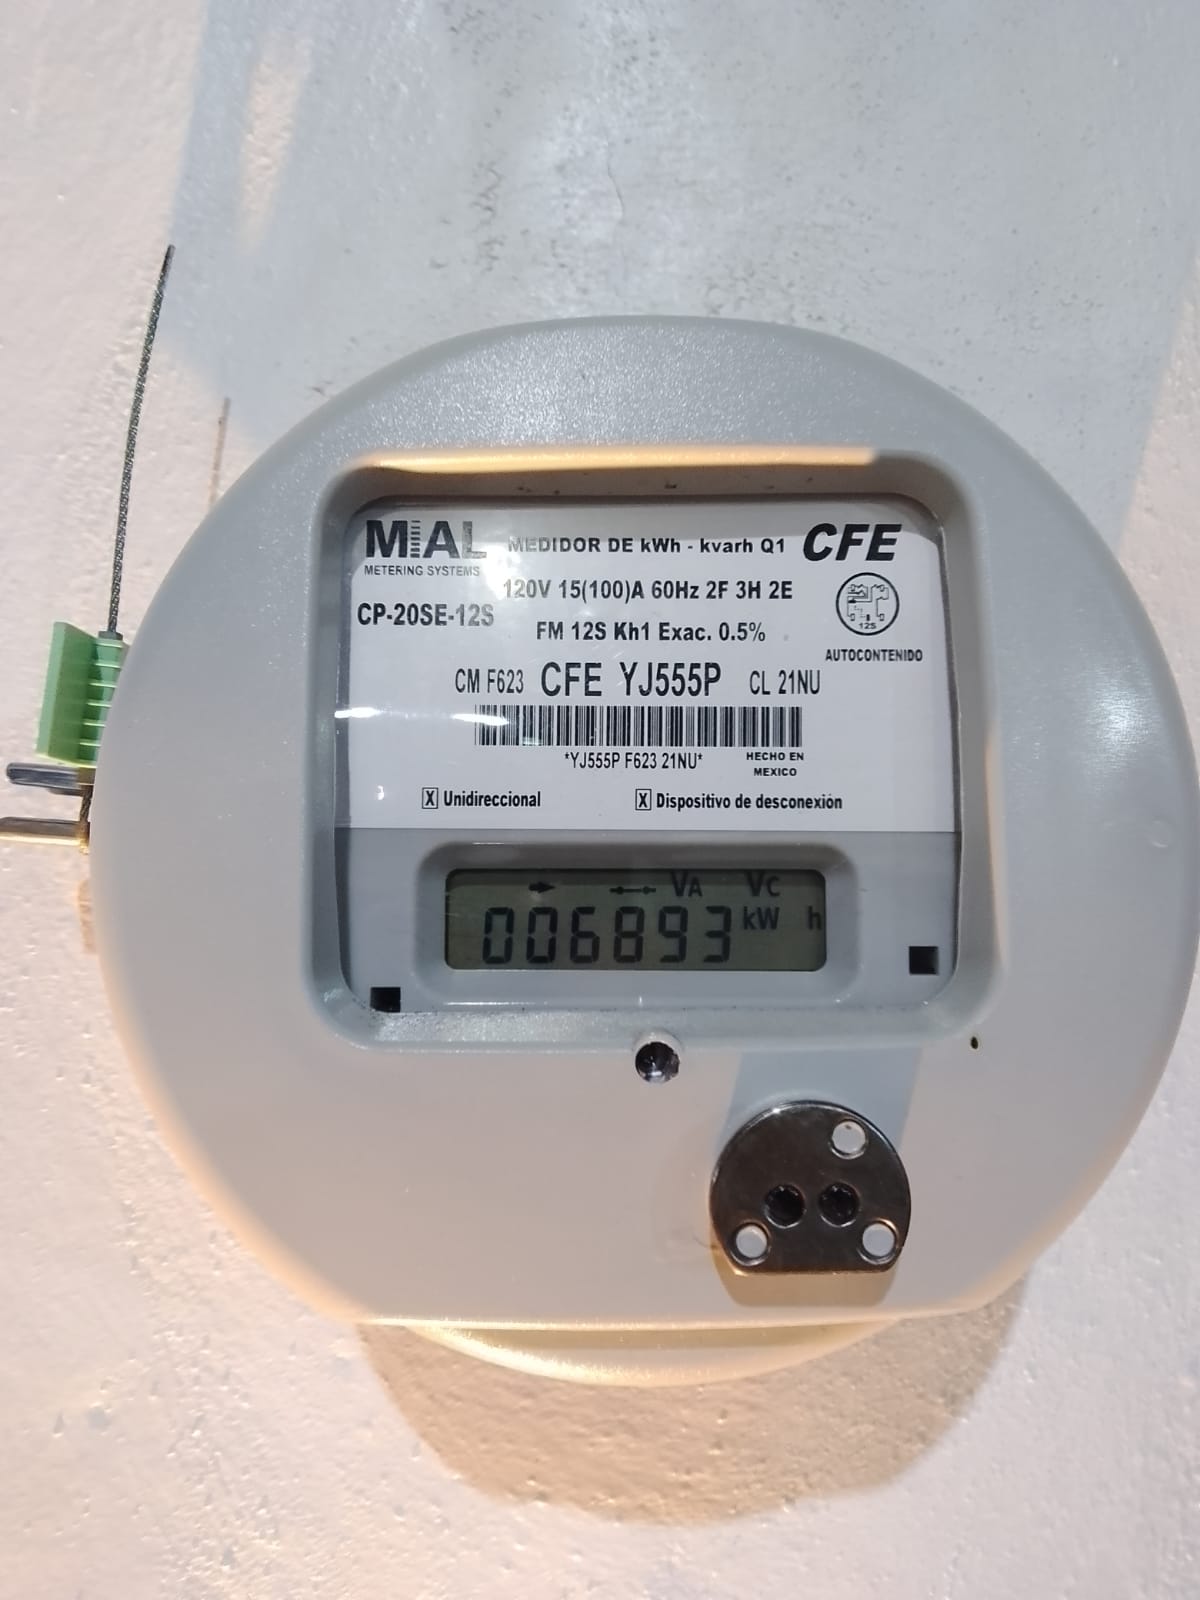 MIAL
METERING SYSTEMS
MEDIDOR DE kWh - kvarh Q1
CFE
120V 15(100)A 60Hz 2F 3H 2E
CP-20SE-12S
FM 12S Kh1 Exac. 0.5%
12S
AUTOCONTENIDO
CM F623 CFE YJ555P CL 21NU
*YJ555P F623 21NU*
HECHO EN
MEXICO
X Unidireccional
X Dispositivo de desconexión
VA VC
006893 kW h